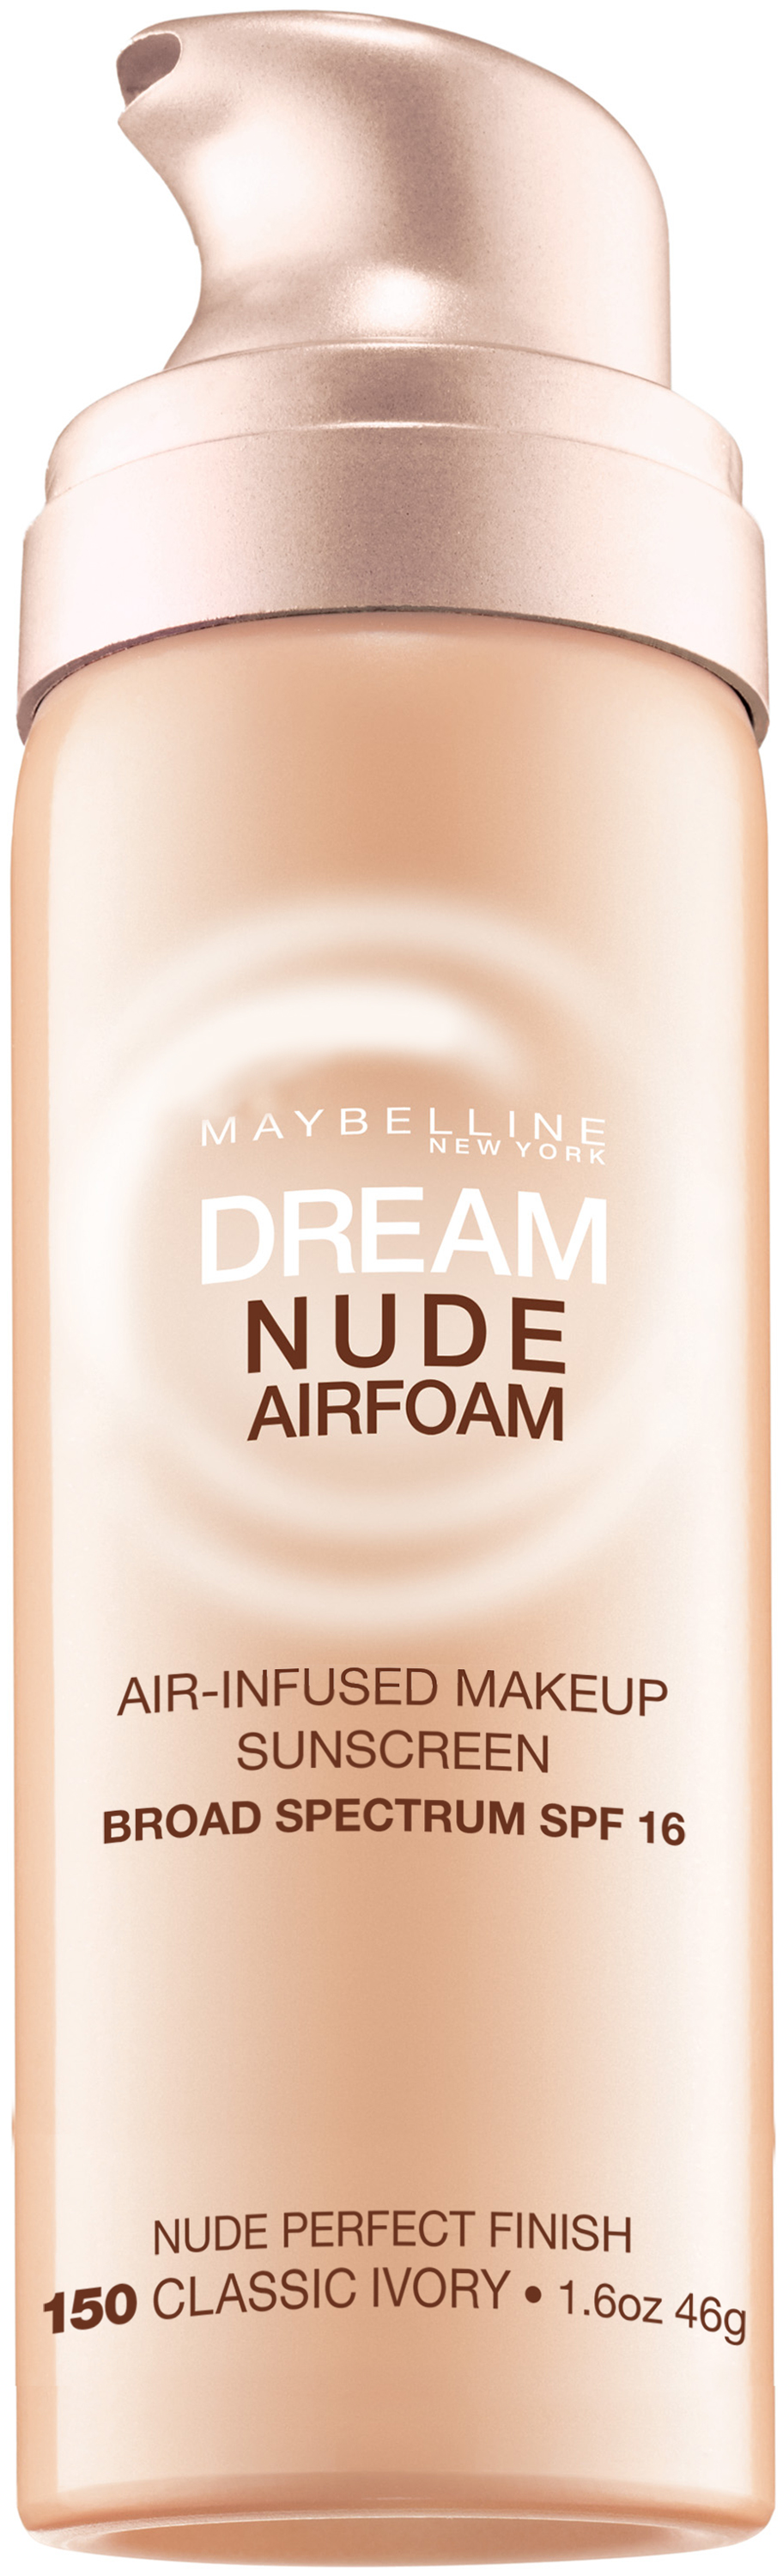 MAYBELLINE
NEW YORK
DREAM
NUDE
AIRFOAM
AIR-INFUSED MAKEUP
SUNSCREEN
BROAD SPECTRUM SPF 16
NUDE PERFECT FINISH
150 CLASSIC IVORY • 1.6oz 46g